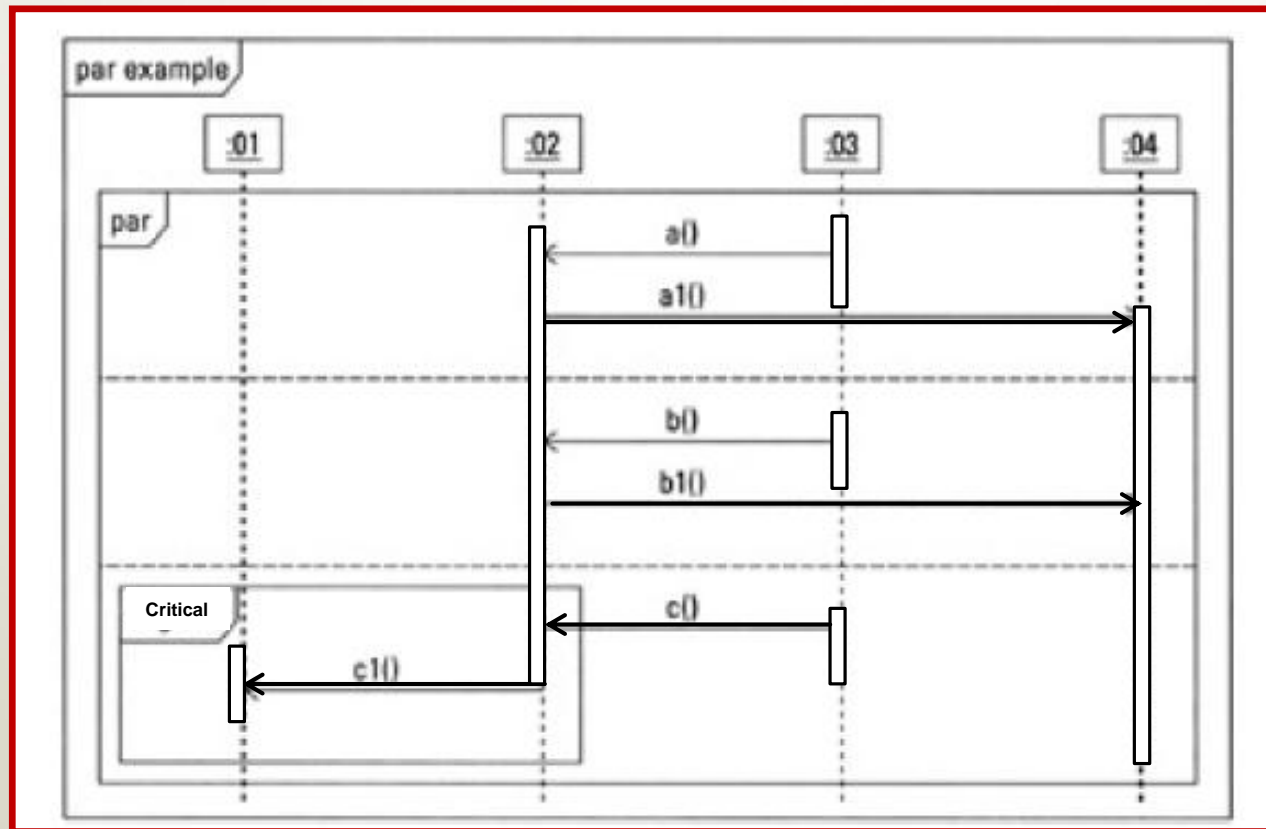 par example
:01 :02 :03 :04
par
a()
a1()
b()
b1()
Critical
c()
c1()